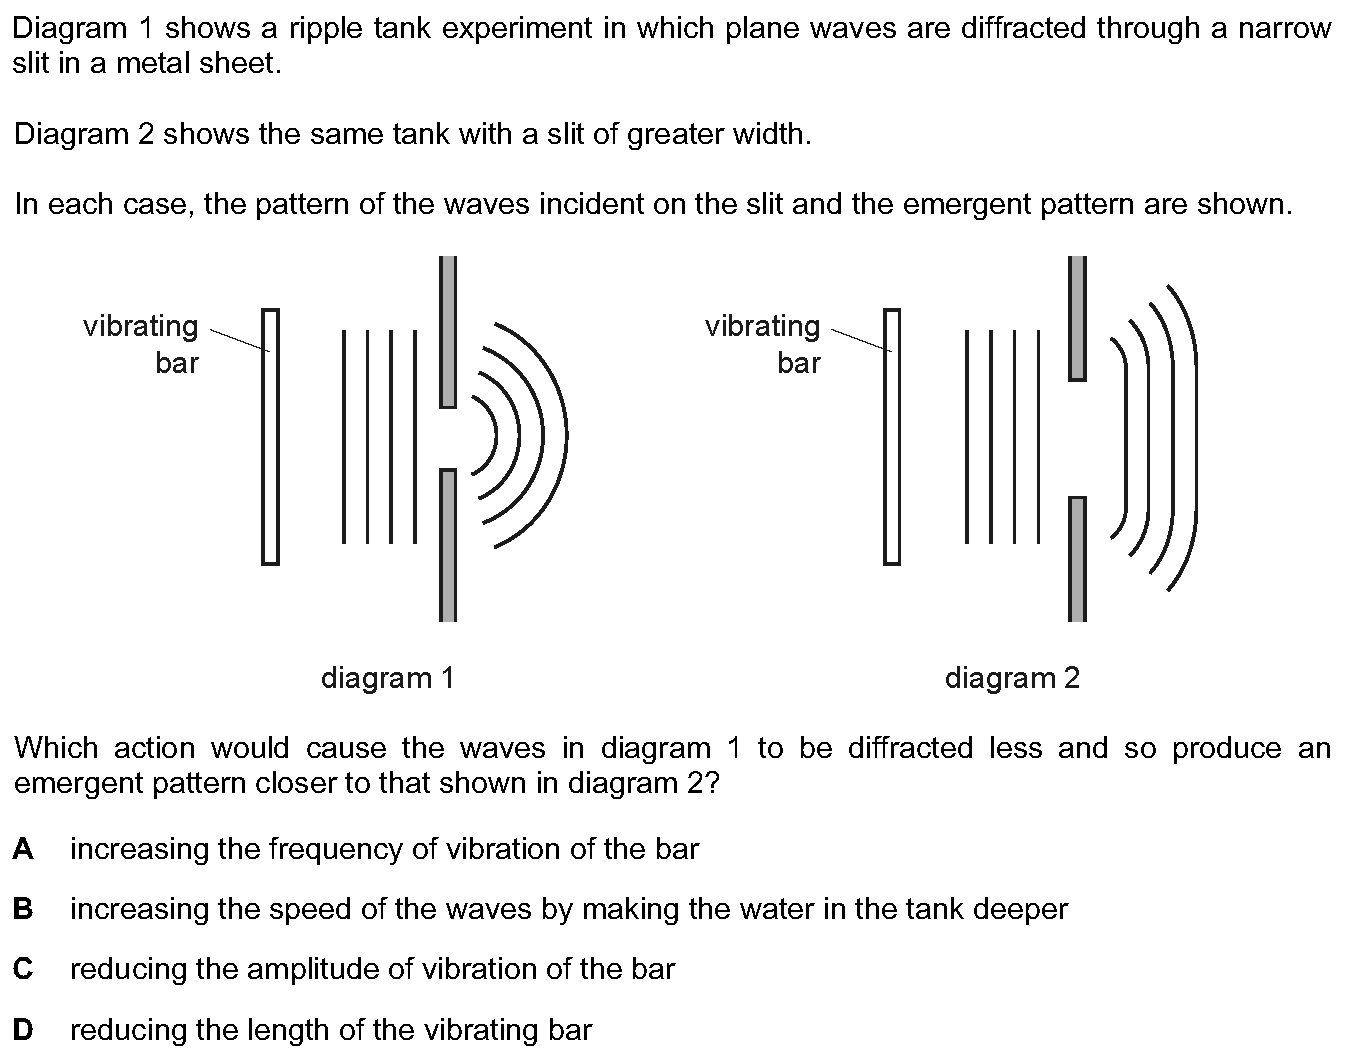 Diagram 1 shows a ripple tank experiment in which plane waves are diffracted through a narrow
slit in a metal sheet.
Diagram 2 shows the same tank with a slit of greater width.
In each case, the pattern of the waves incident on the slit and the emergent pattern are shown.
vibrating
bar
vibrating
bar
diagram 1
diagram 2
Which action would cause the waves in diagram 1 to be diffracted less and so produce an
emergent pattern closer to that shown in diagram 2?
A increasing the frequency of vibration of the bar
B increasing the speed of the waves by making the water in the tank deeper
C reducing the amplitude of vibration of the bar
D reducing the length of the vibrating bar